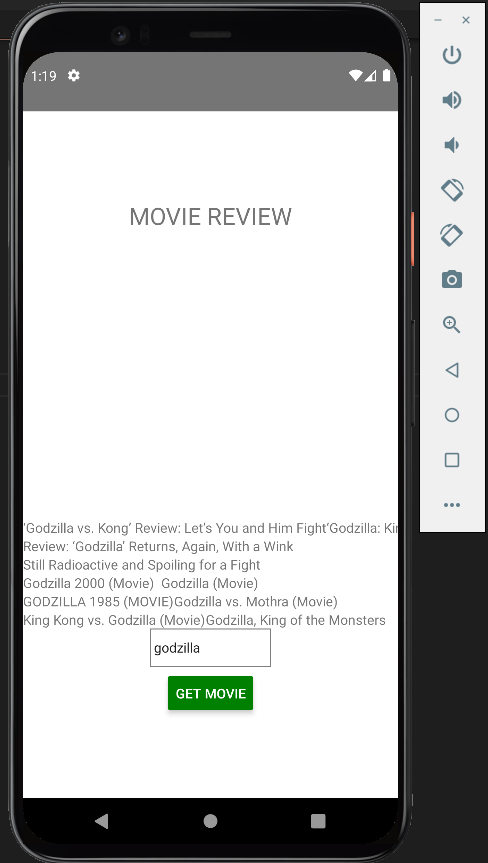 1:19
MOVIE REVIEW
‘Godzilla vs. Kong’ Review: Let’s You and Him Fight‘Godzilla:
Review: ‘Godzilla’ Returns, Again, With a Wink
Still Radioactive and Spoiling for a Fight
Godzilla 2000 (Movie)  Godzilla (Movie)
GODZILLA 1985 (MOVIE)Godzilla vs. Mothra (Movie)
King Kong vs. Godzilla (Movie)Godzilla, King of the Monsters
godzilla
GET MOVIE